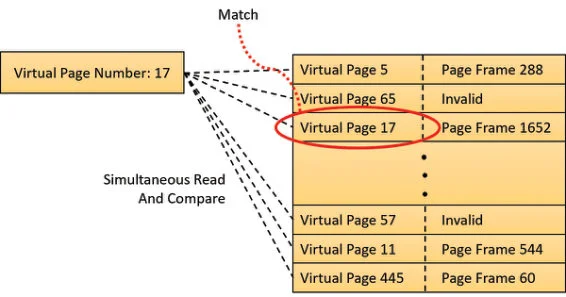 Match
Virtual Page Number: 17
Virtual Page 5 Page Frame 288
Virtual Page 65 Invalid
Virtual Page 17 Page Frame 1652
Simultaneous Read
And Compare
Virtual Page 57 Invalid
Virtual Page 11 Page Frame 544
Virtual Page 445 Page Frame 60